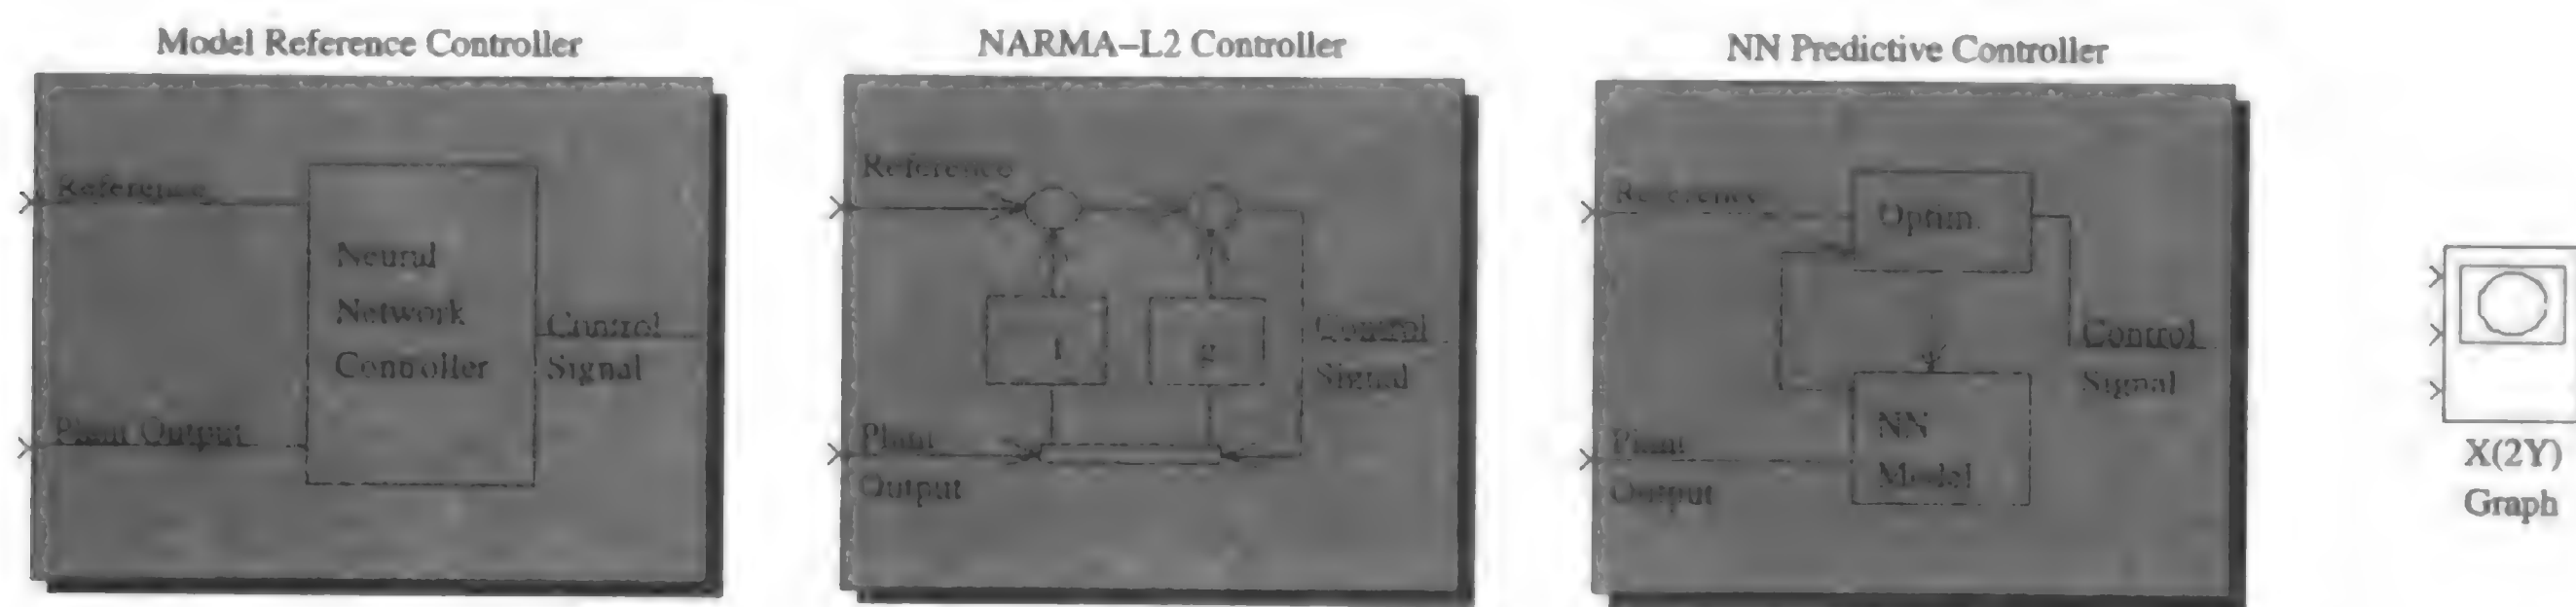 Model Reference Controller
Reference
Neural
Network
Controller
Control
Signal
Plant Output
NARMA–L2 Controller
Reference
f
g
Control
Signal
Plant
Output
NN Predictive Controller
Reference
Optim.
Control
Signal
NN
Model
Plant
Output
X(2Y)
Graph